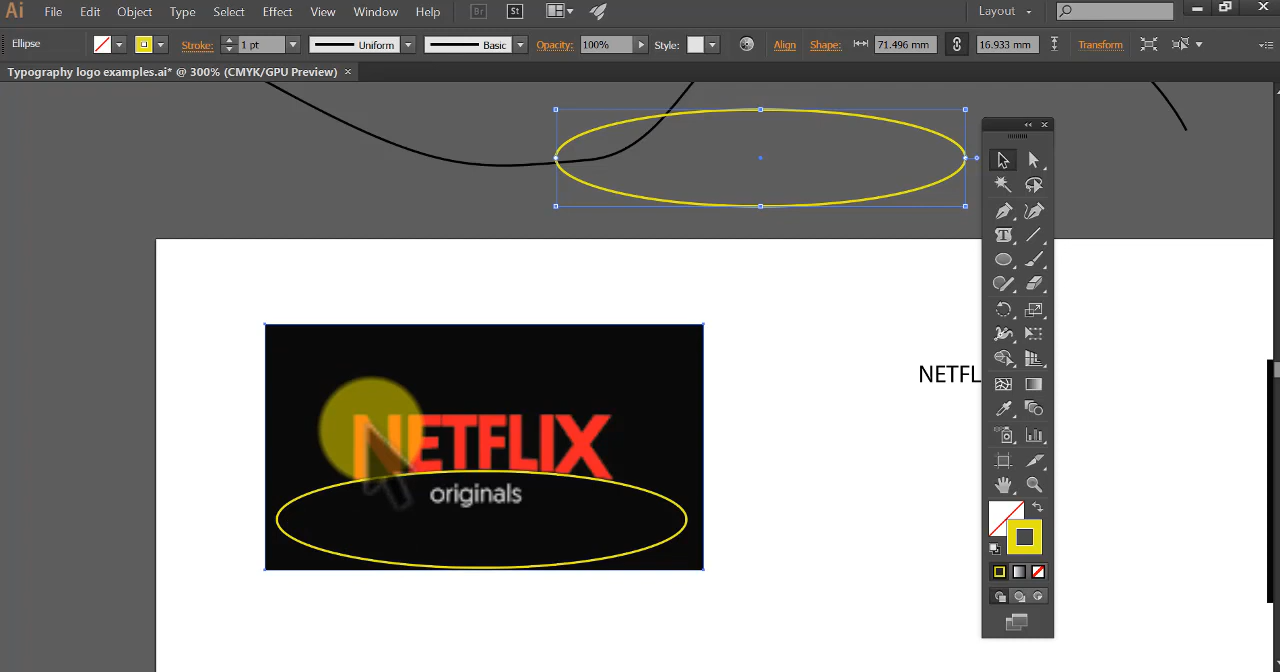 Ai File Edit Object Type Select Effect View Window Help Br St Layout
Ellipse Stroke: 1 pt Uniform Basic Opacity: 100% Style: Align Shape: 71.496 mm 16.933 mm Transform
Typography logo examples.ai* @ 300% (CMYK/GPU Preview) ×
NETFL
NETFLIX
originals